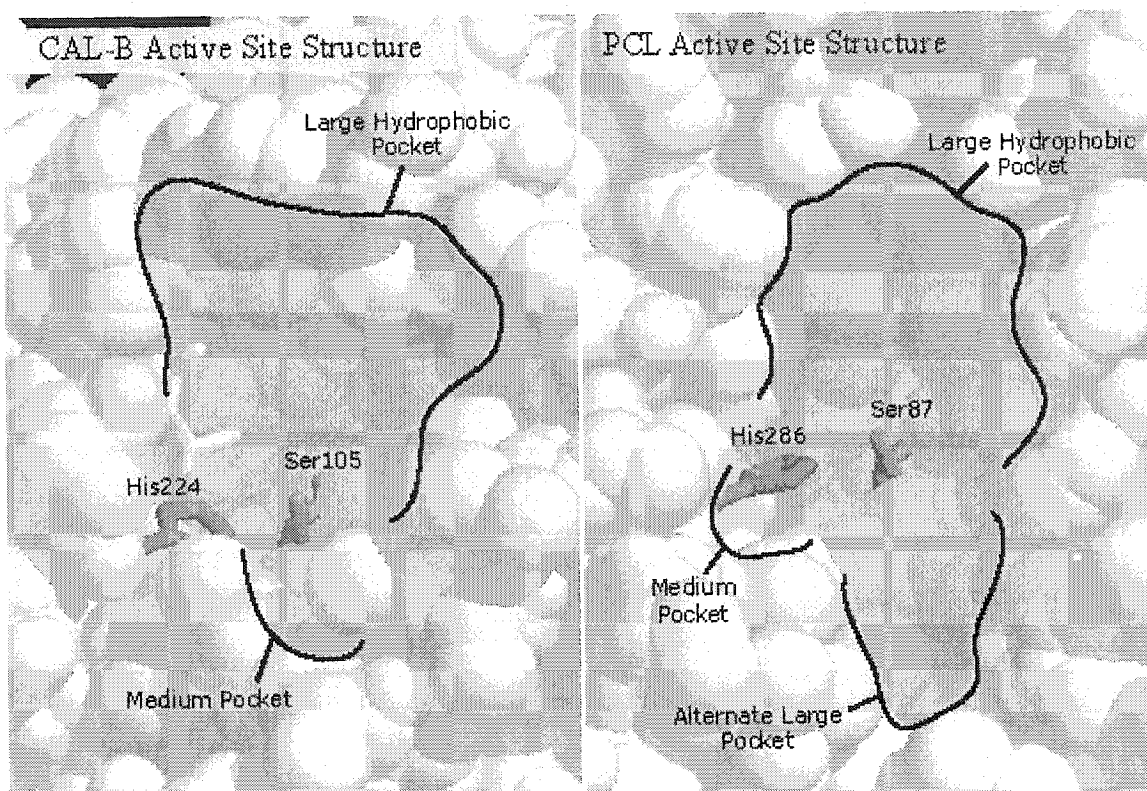 CAL-B Active Site Structure
Large Hydrophobic
Pocket
Ser105
His224
Medium Pocket
PCL Active Site Structure
Large Hydrophobic
Pocket
Ser87
His286
Medium
Pocket
Alternate Large
Pocket